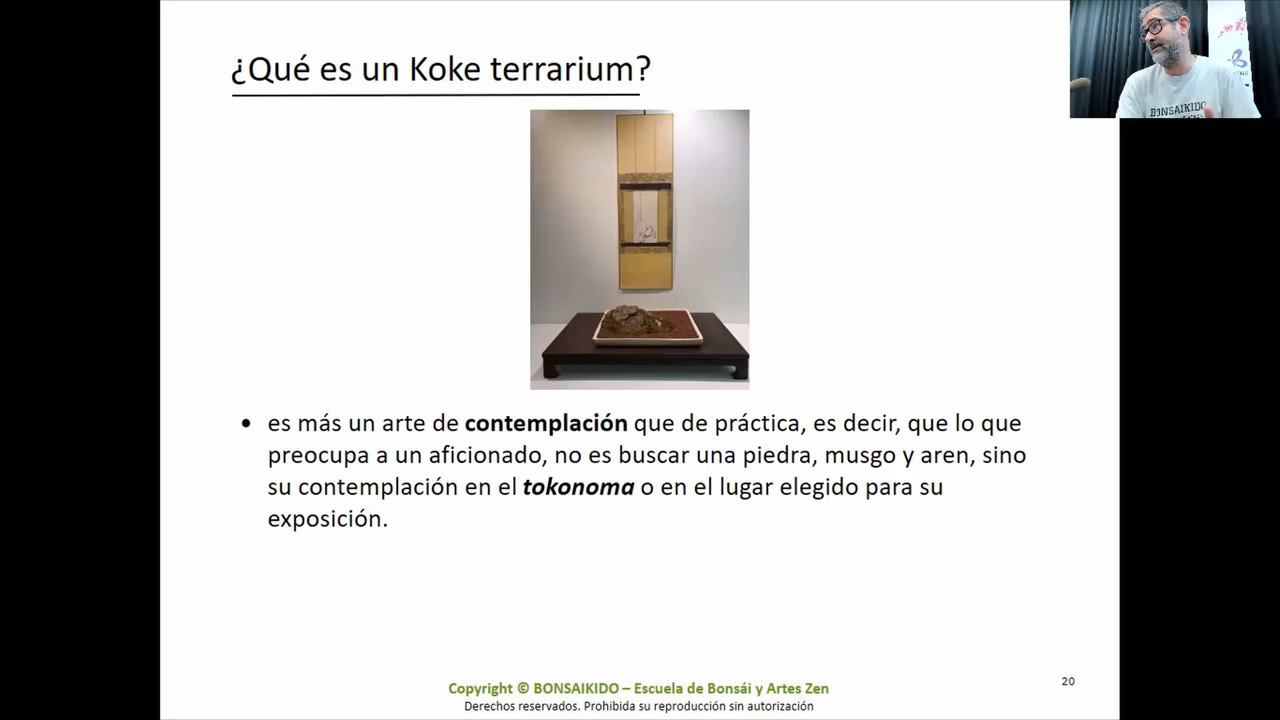 ¿Qué es un Koke terrarium?
BONSAIKIDO
• es más un arte de contemplación que de práctica, es decir, que lo que
preocupa a un aficionado, no es buscar una piedra, musgo y aren, sino
su contemplación en el tokonoma o en el lugar elegido para su
exposición.
Copyright © BONSAIKIDO – Escuela de Bonsái y Artes Zen
Derechos reservados. Prohibida su reproducción sin autorización
20